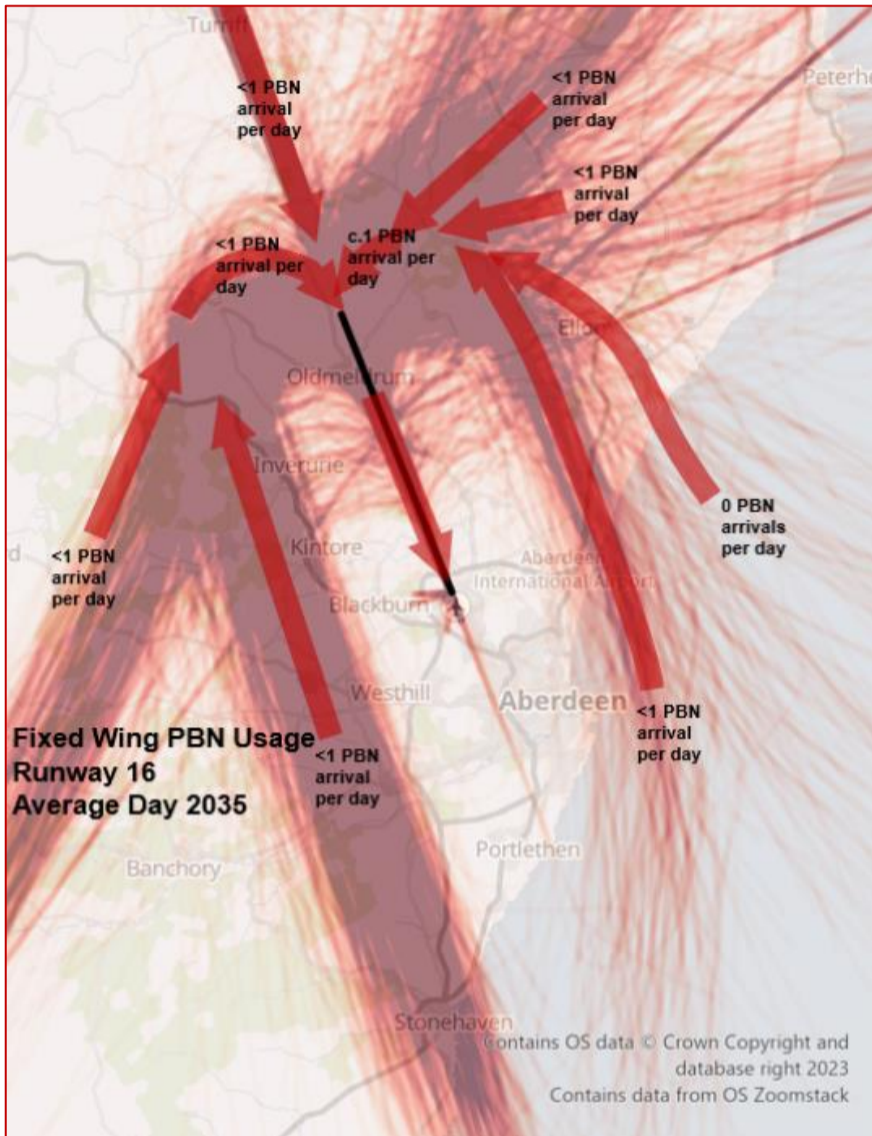 Turriff
<1 PBN
arrival
per day
<1 PBN
arrival
per day
<1 PBN
arrival
per day
<1 PBN
arrival per
day
c.1 PBN
arrival per
day
Oldmeldrum
Inverurie
Kintore
<1 PBN
arrival
per day
0 PBN
arrivals
per day
Aberdeen
International Airport
Blackburn
Westhill
Aberdeen
<1 PBN
arrival
per day
<1 PBN
arrival
per day
Fixed Wing PBN Usage
Runway 16
Average Day 2035
Banchory
Portlethen
Stonehaven
Contains OS data © Crown Copyright and
database right 2023
Contains data from OS Zoomstack